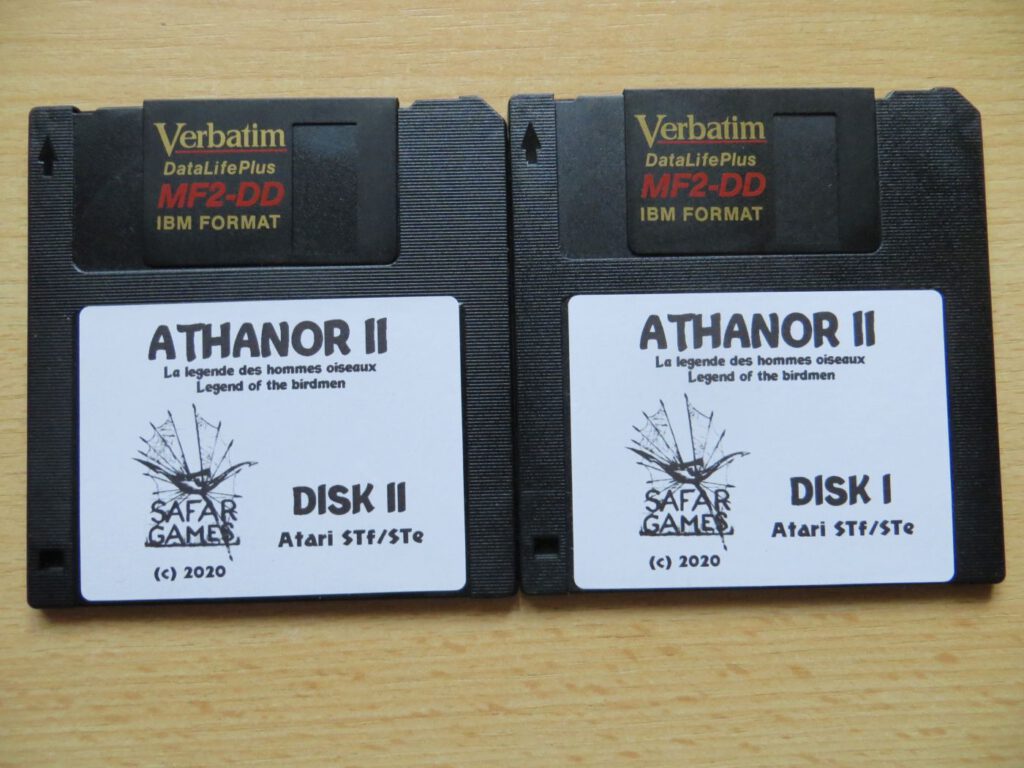 Verbatim
DataLifePlus
MF2-DD
IBM FORMAT
ATHANOR II
La legende des hommes oiseaux
Legend of the birdmen
SAFAR
GAMES
DISK II
Atari STf/STe
(c) 2020
Verbatim
DataLifePlus
MF2-DD
IBM FORMAT
ATHANOR II
La legende des hommes oiseaux
Legend of the birdmen
SAFAR
GAMES
DISK I
Atari STf/STe
(c) 2020